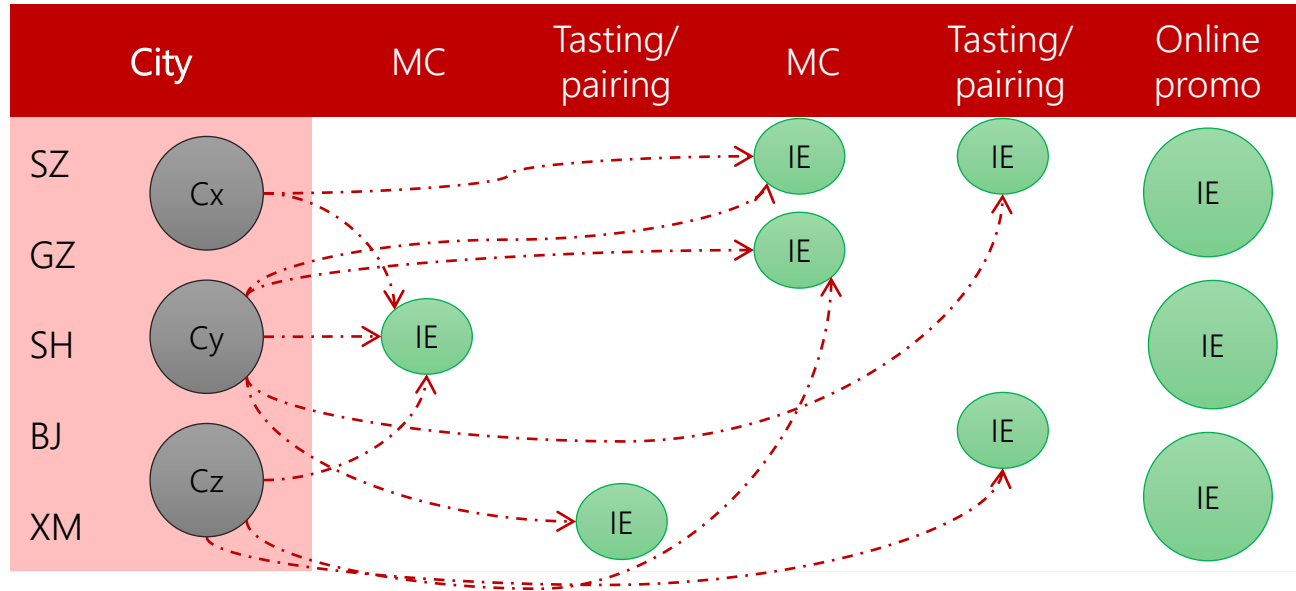 City
MC
Tasting/
pairing
MC
Tasting/
pairing
Online
promo
SZ
Cx
IE
IE
IE
GZ
IE
SH
Cy
IE
IE
BJ
IE
Cz
IE
XM
IE